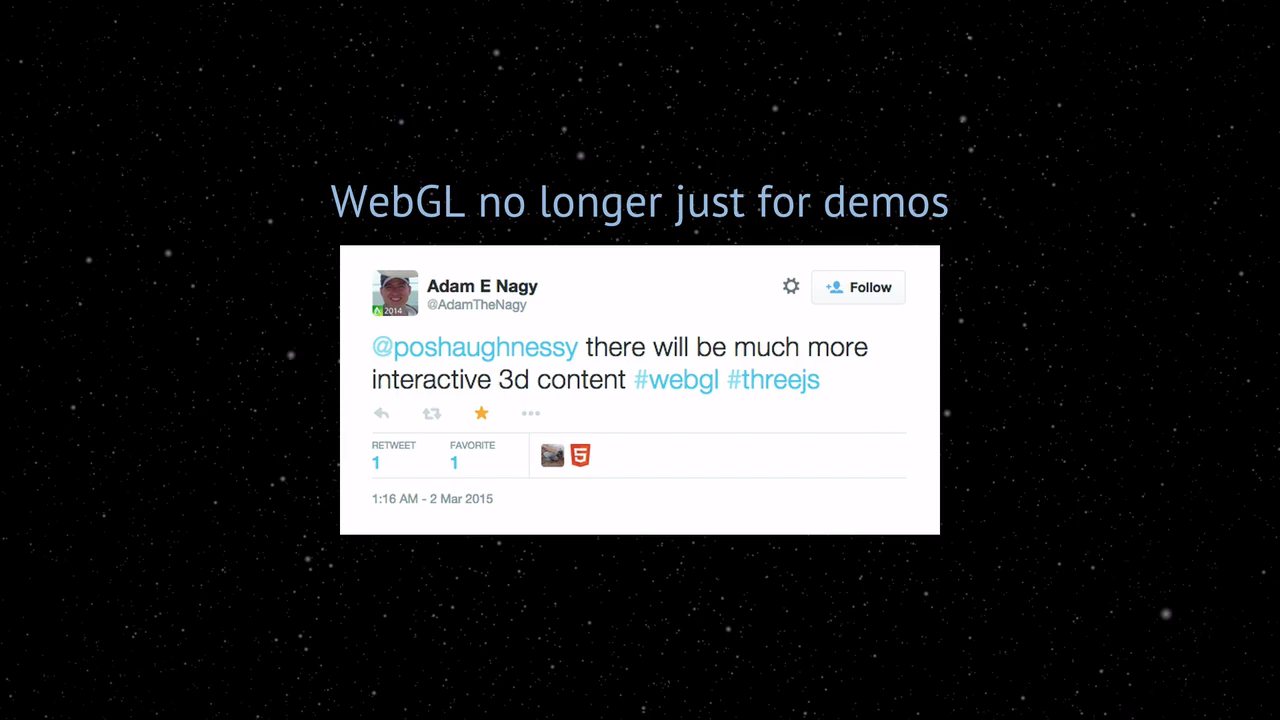 WebGL no longer just for demos
Adam E Nagy
@AdamTheNagy
Follow
2014
@poshaughnessy there will be much more
interactive 3d content #webgl #threejs
RETWEET FAVORITE
1 1
5
1:16 AM - 2 Mar 2015